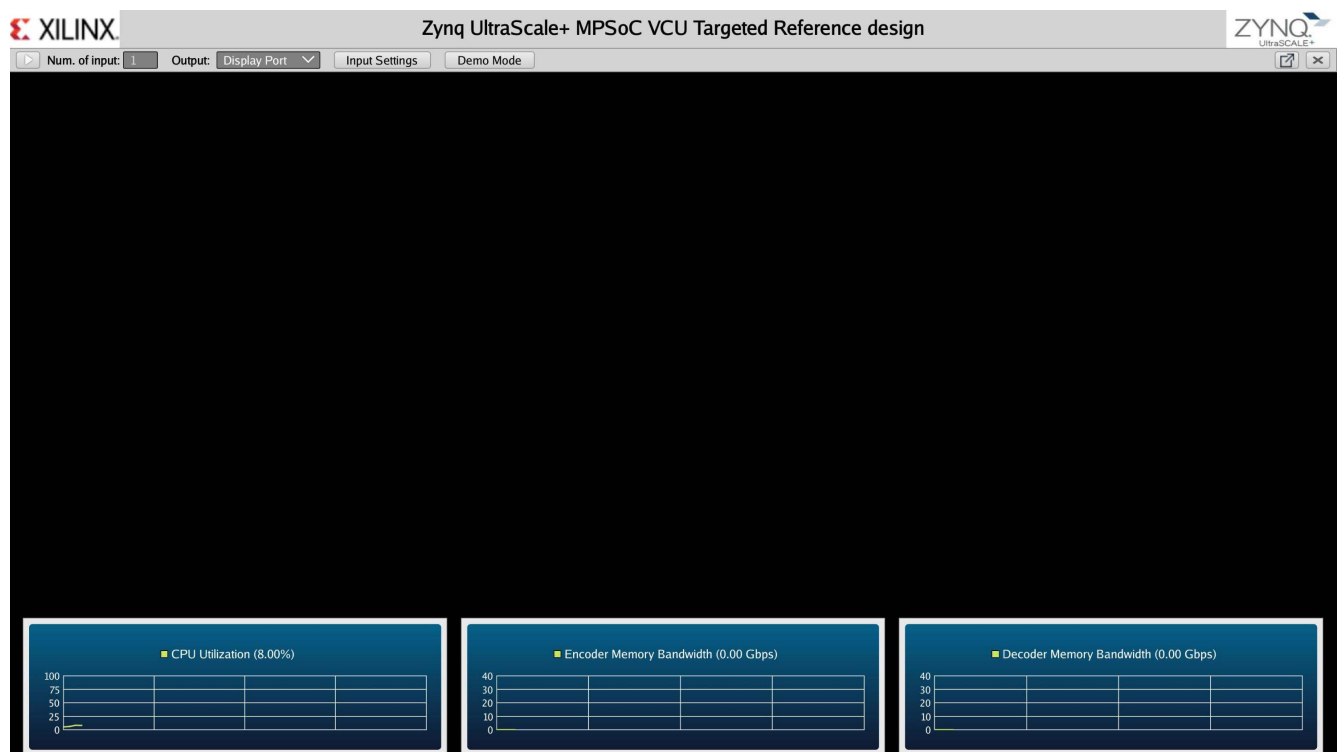 XILINX
Zynq UltraScale+ MPSoC VCU Targeted Reference design
ZYNQ
UltraSCALE+
Num. of input: 1 Output: Display Port Input Settings Demo Mode
CPU Utilization (8.00%)
100
75
50
25
0
Encoder Memory Bandwidth (0.00 Gbps)
40
30
20
10
0
Decoder Memory Bandwidth (0.00 Gbps)
40
30
20
10
0